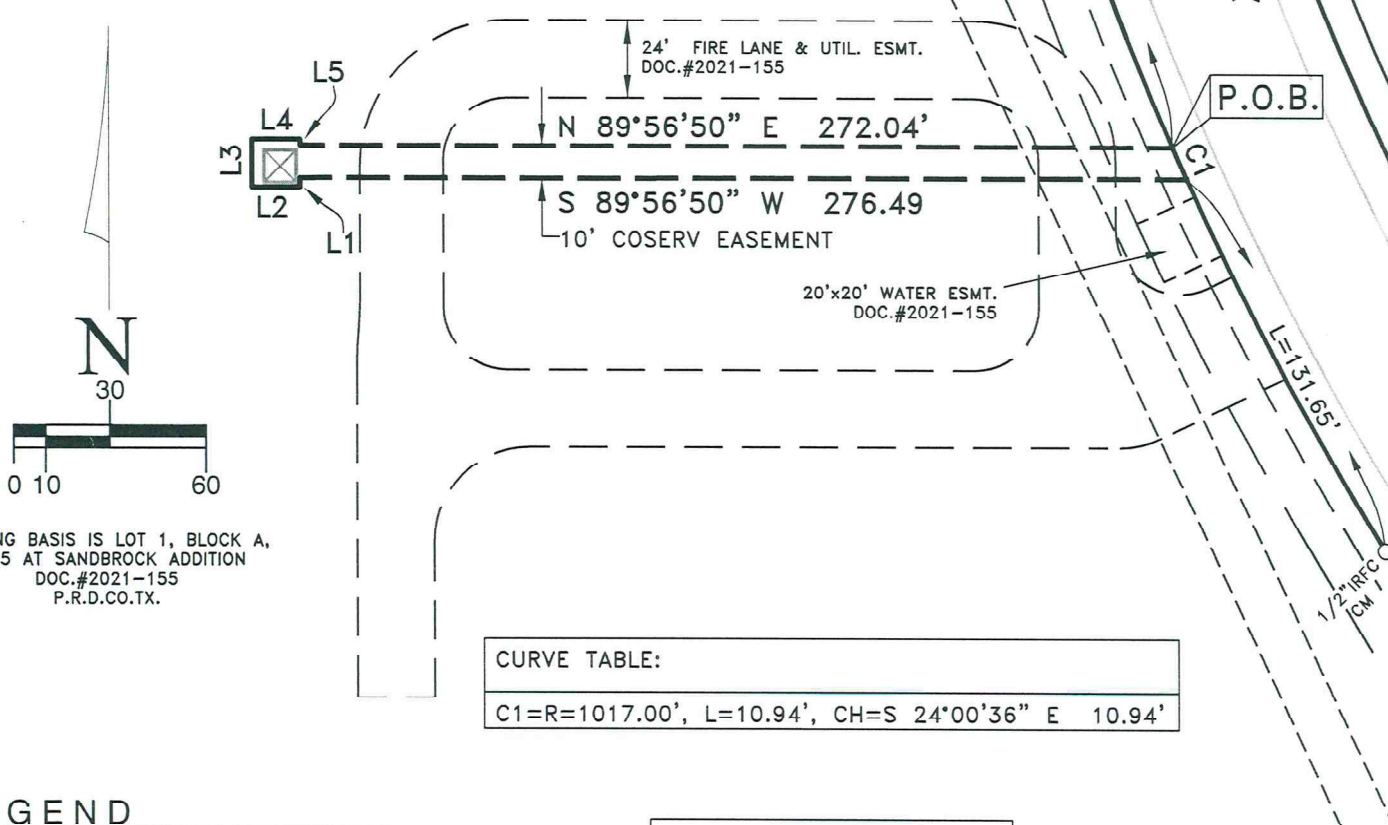 24' FIRE LANE & UTIL. ESMT.
DOC.#2021-155
L5
L4
L3
L2
L1
N 89°56'50" E 272.04'
S 89°56'50" W 276.49
10' COSERV EASEMENT
P.O.B.
C1
20'x20' WATER ESMT.
DOC.#2021-155
L=131.65'
1/2"IRFC
CM
N
30
0 10 60
BASIS IS LOT 1, BLOCK A,
5 AT SANDBROCK ADDITION
DOC.#2021-155
P.R.D.CO.TX.
CURVE TABLE:
C1=R=1017.00', L=10.94', CH=S 24°00'36" E 10.94'
GEND